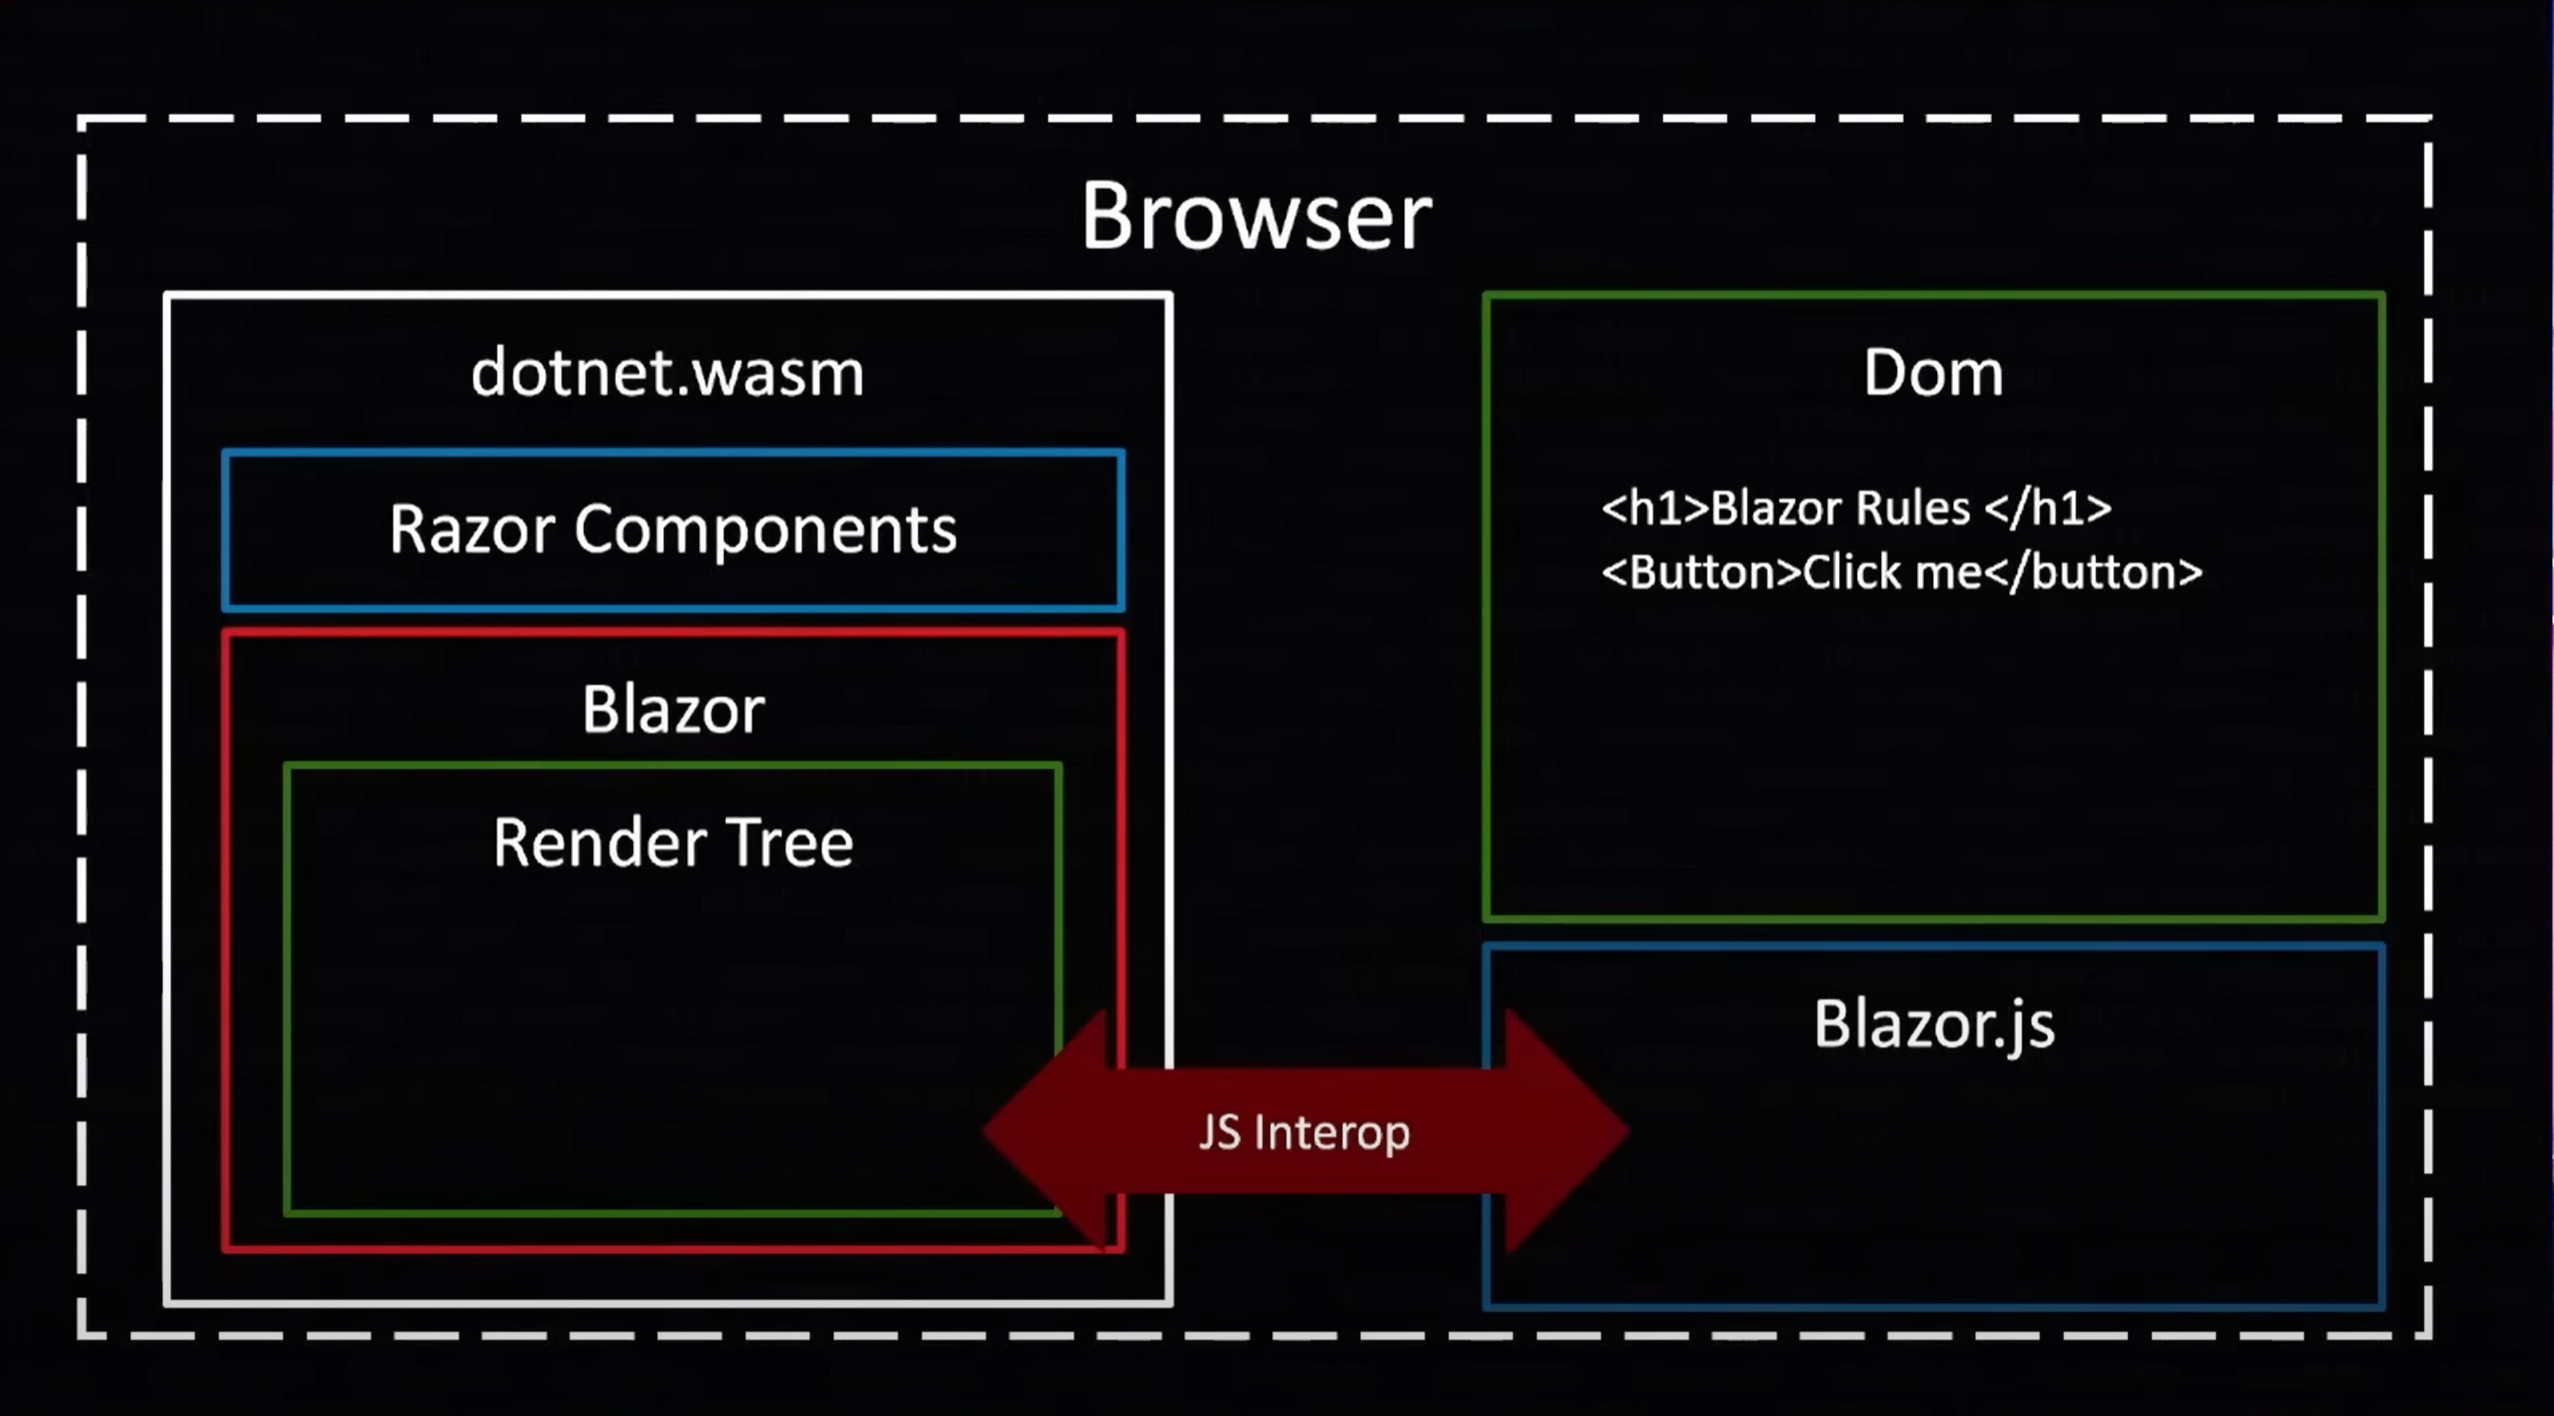 Browser
dotnet.wasm
Razor Components
Blazor
Render Tree
Dom
<h1>Blazor Rules </h1>
<Button>Click me</button>
Blazor.js
JS Interop